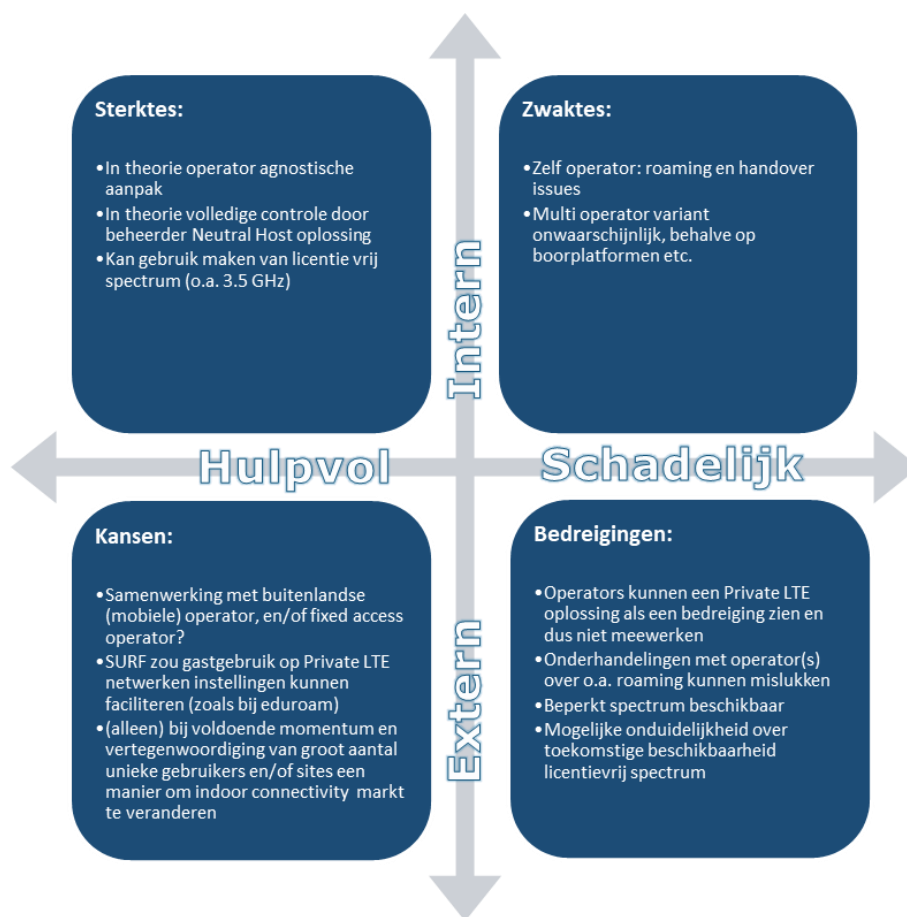 Sterktes:
•In theorie operator agnostische
aanpak
•In theorie volledige controle door
beheerder Neutral Host oplossing
•Kan gebruik maken van licentie vrij
spectrum (o.a. 3.5 GHz)
Zwaktes:
•Zelf operator: roaming en handover
issues
•Multi operator variant
onwaarschijnlijk, behalve op
boorplatformen etc.
Intern
Hulpvol
Schadelijk
Kansen:
•Samenwerking met buitenlandse
(mobiele) operator, en/of fixed access
operator?
•SURF zou gastgebruik op Private LTE
netwerken instellingen kunnen
faciliteren (zoals bij eduroam)
•(alleen) bij voldoende momentum en
vertegenwoordiging van groot aantal
unieke gebruikers en/of sites een
manier om indoor connectivity markt
te veranderen
Extern
Bedreigingen:
•Operators kunnen een Private LTE
oplossing als een bedreiging zien en
dus niet meewerken
•Onderhandelingen met operator(s)
over o.a. roaming kunnen mislukken
•Beperkt spectrum beschikbaar
•Mogelijke onduidelijkheid over
toekomstige beschikbaarheid
licentievrij spectrum